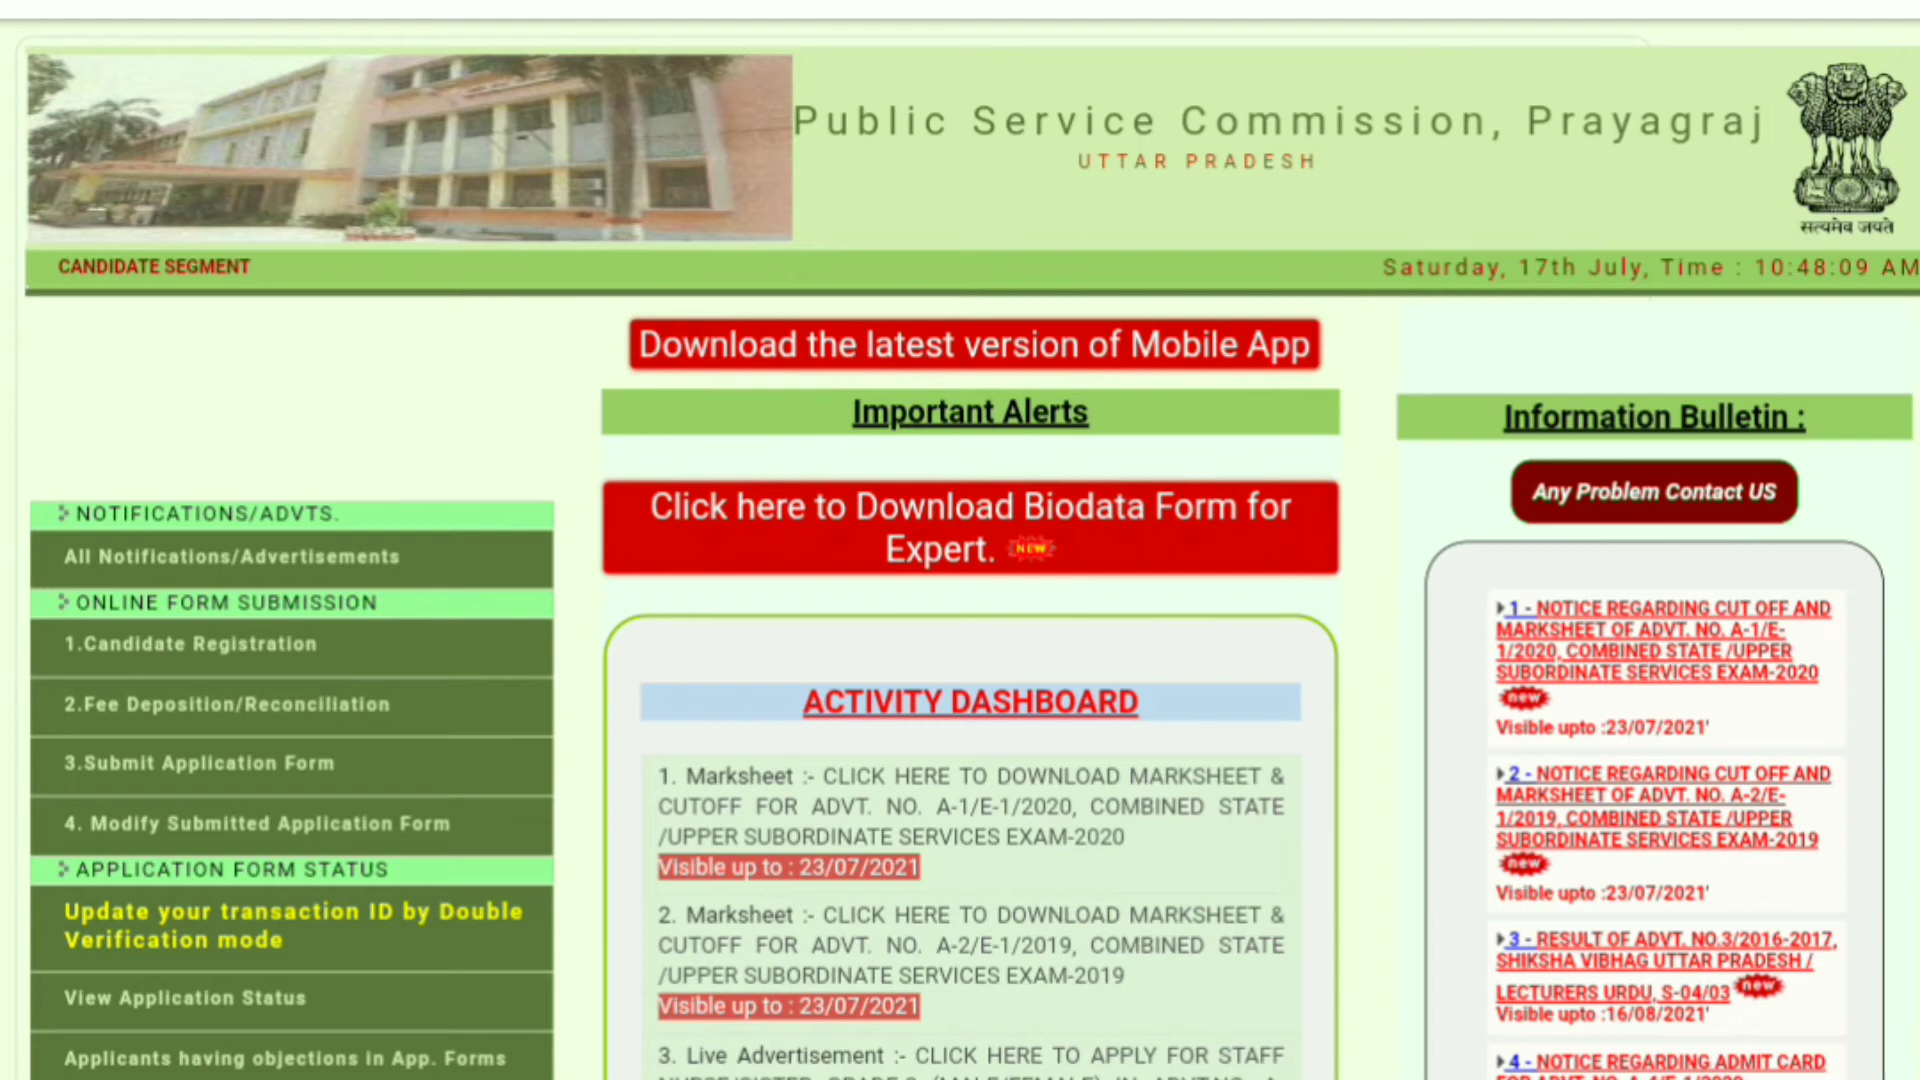 Public Service Commission, Prayagraj
UTTAR PRADESH
सत्यमेव जयते
CANDIDATE SEGMENT
Saturday, 17th July, Time : 10:48:09 AM
Download the latest version of Mobile App
Important Alerts
Click here to Download Biodata Form for
Expert. NEW
NOTIFICATIONS/ADVTS.
All Notifications/Advertisements
ONLINE FORM SUBMISSION
1.Candidate Registration
2.Fee Deposition/Reconciliation
3.Submit Application Form
4. Modify Submitted Application Form
APPLICATION FORM STATUS
Update your transaction ID by Double
Verification mode
View Application Status
Applicants having objections in App. Forms
ACTIVITY DASHBOARD
1. Marksheet :- CLICK HERE TO DOWNLOAD MARKSHEET &
CUTOFF FOR ADVT. NO. A-1/E-1/2020, COMBINED STATE
/UPPER SUBORDINATE SERVICES EXAM-2020
Visible up to : 23/07/2021
2. Marksheet :- CLICK HERE TO DOWNLOAD MARKSHEET &
CUTOFF FOR ADVT. NO. A-2/E-1/2019, COMBINED STATE
/UPPER SUBORDINATE SERVICES EXAM-2019
Visible up to : 23/07/2021
3. Live Advertisement :- CLICK HERE TO APPLY FOR STAFF
Information Bulletin :
Any Problem Contact US
1 - NOTICE REGARDING CUT OFF AND
MARKSHEET OF ADVT. NO. A-1/E-
1/2020, COMBINED STATE /UPPER
SUBORDINATE SERVICES EXAM-2020
new
Visible upto :23/07/2021'
2 - NOTICE REGARDING CUT OFF AND
MARKSHEET OF ADVT. NO. A-2/E-
1/2019, COMBINED STATE /UPPER
SUBORDINATE SERVICES EXAM-2019
new
Visible upto :23/07/2021'
3 - RESULT OF ADVT. NO.3/2016-2017,
SHIKSHA VIBHAG UTTAR PRADESH /
LECTURERS URDU, S-04/03 new
Visible upto :16/08/2021'
4 - NOTICE REGARDING ADMIT CARD